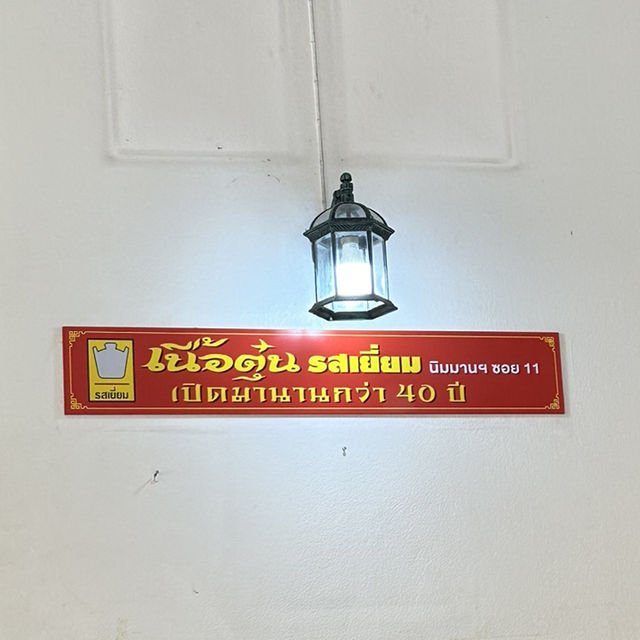 เนื้อตุ๋น รสเยี่ยม นิมมานฯ ซอย 11
เปิดมานานกว่า 40 ปี
รสเยี่ยม